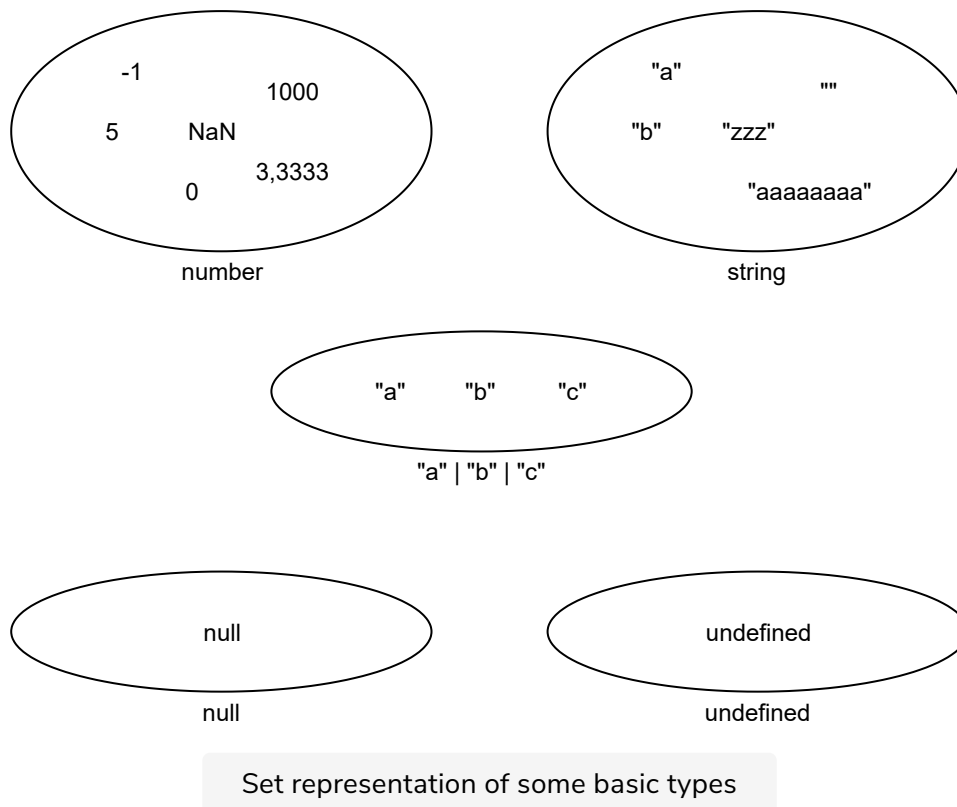 -1
1000
5
NaN
3,3333
0
number
"a"
""
"b"
"zzz"
"aaaaaaaa"
string
"a" "b" "c"
"a" | "b" | "c"
null
null
undefined
undefined
Set representation of some basic types